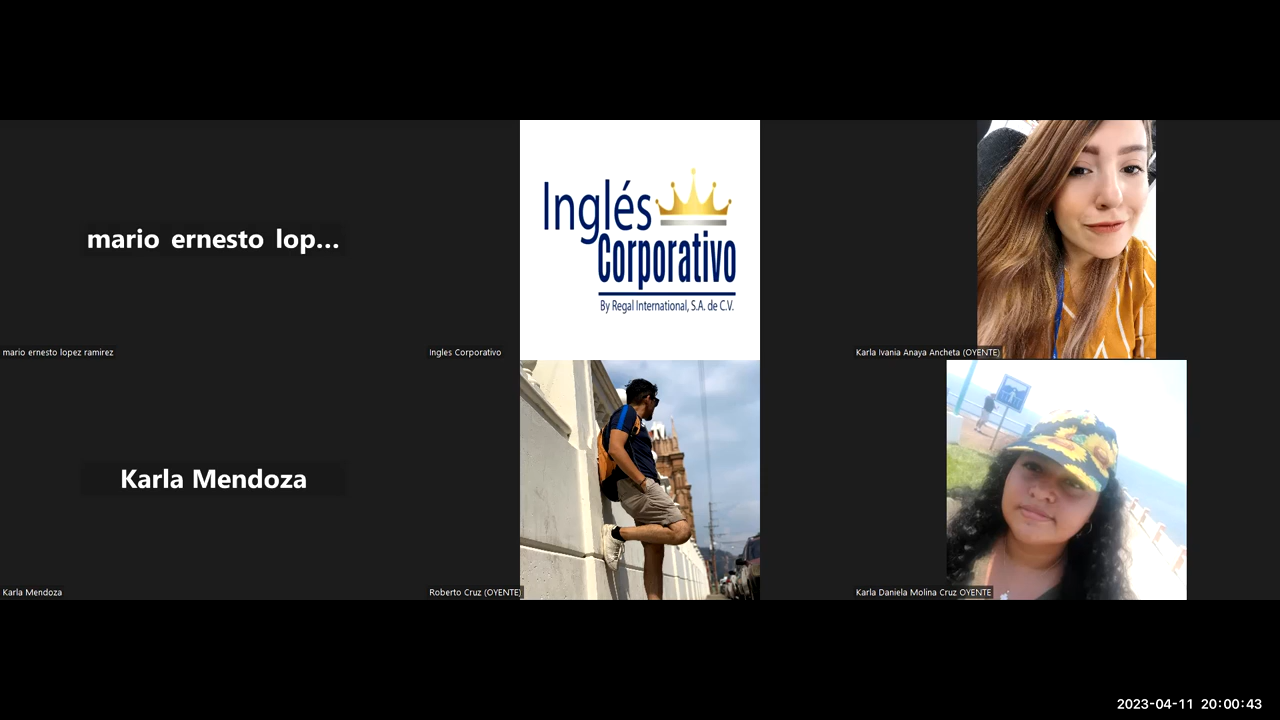 mario ernesto lop...
mario ernesto lopez ramirez
Inglés
Corporativo
By Regal International, S.A. de C.V.
Ingles Corporativo
Karla Ivania Anaya Ancheta (OYENTE)
Karla Mendoza
Karla Mendoza
Roberto Cruz (OYENTE)
Karla Daniela Molina Cruz OYENTE
2023-04-11 20:00:43